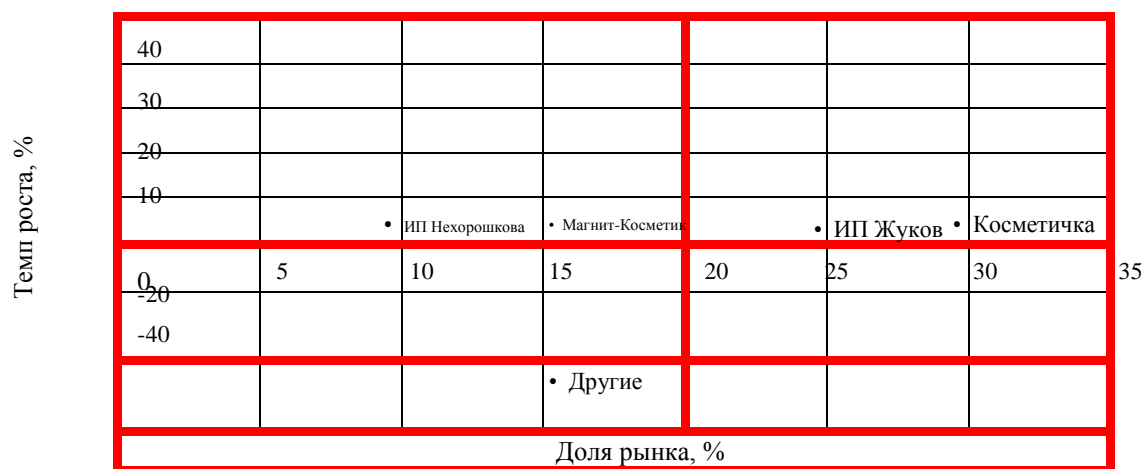 Темп роста, %
40
30
20
10
• ИП Нехорошкова • Магнит-Косметик • ИП Жуков • Косметичка
5 10 15 20 25 30 35
0
-20
-40
• Другие
Доля рынка, %